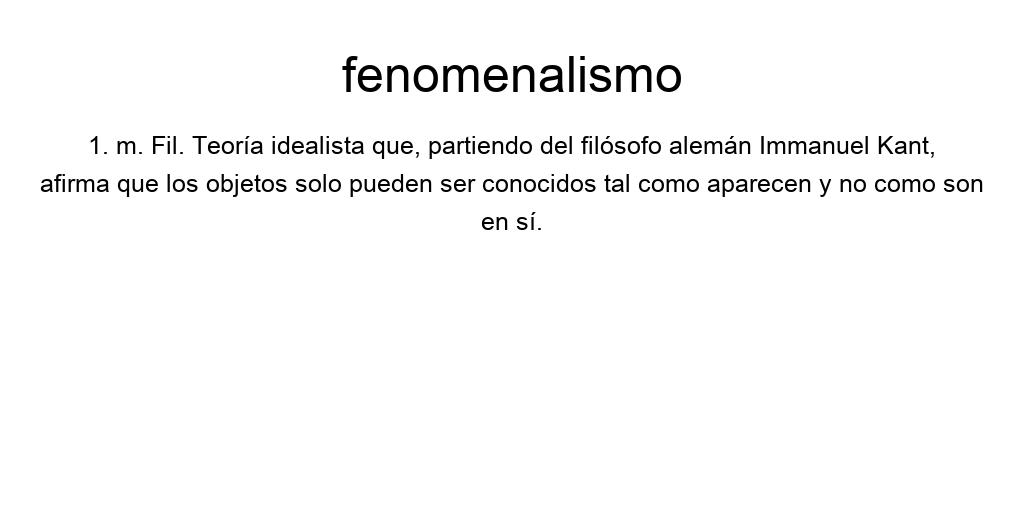 fenomenalismo
1. m. Fil. Teoría idealista que, partiendo del filósofo alemán Immanuel Kant,
afirma que los objetos solo pueden ser conocidos tal como aparecen y no como son
en sí.